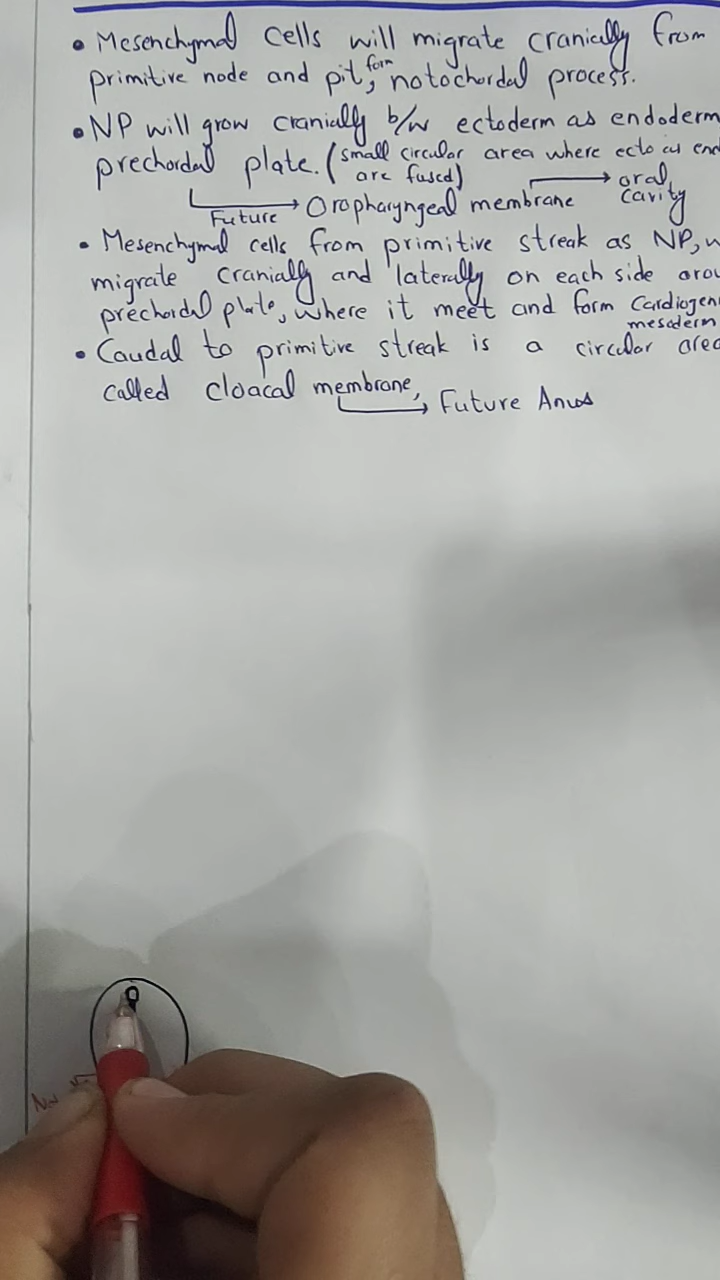 • Mesenchymal cells will migrate cranially from
primitive node and pit, form notochordal process.
• NP will grow cranially b/w ectoderm as endoderm
prechordal plate. (small circular area where ecto as end
are fused)
oral
cavity
Future Oropharyngeal membrane
• Mesenchymal cells from primitive streak as NP, w
migrate cranially and laterally on each side arou
prechordal plate, where it meet and form Cardiogen
mesoderm
• Caudal to primitive streak is a circular area
called cloacal membrane,
Future Anus